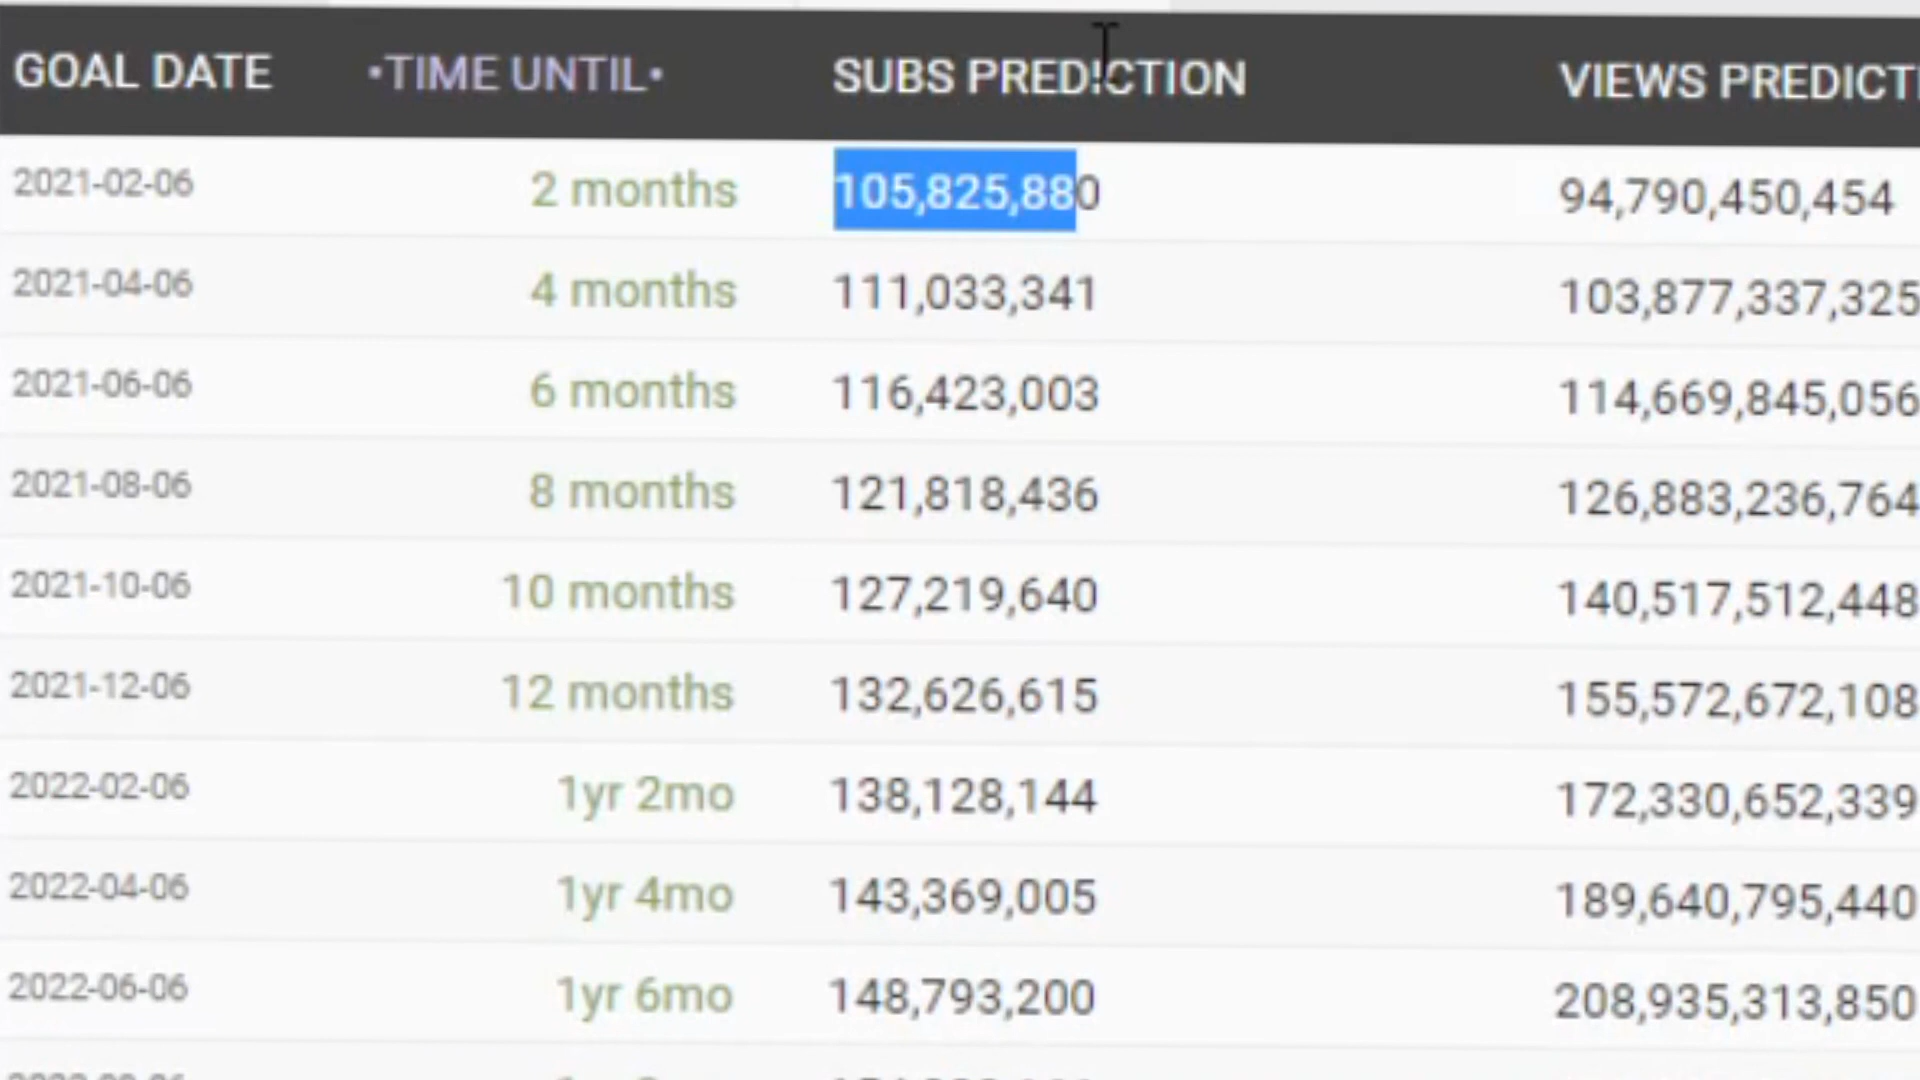 GOAL DATE •TIME UNTIL• SUBS PREDICTION VIEWS PREDICTI
2021-02-06 2 months 105,825,880 94,790,450,454
2021-04-06 4 months 111,033,341 103,877,337,325
2021-06-06 6 months 116,423,003 114,669,845,056
2021-08-06 8 months 121,818,436 126,883,236,764
2021-10-06 10 months 127,219,640 140,517,512,448
2021-12-06 12 months 132,626,615 155,572,672,108
2022-02-06 1yr 2mo 138,128,144 172,330,652,339
2022-04-06 1yr 4mo 143,369,005 189,640,795,440
2022-06-06 1yr 6mo 148,793,200 208,935,313,850